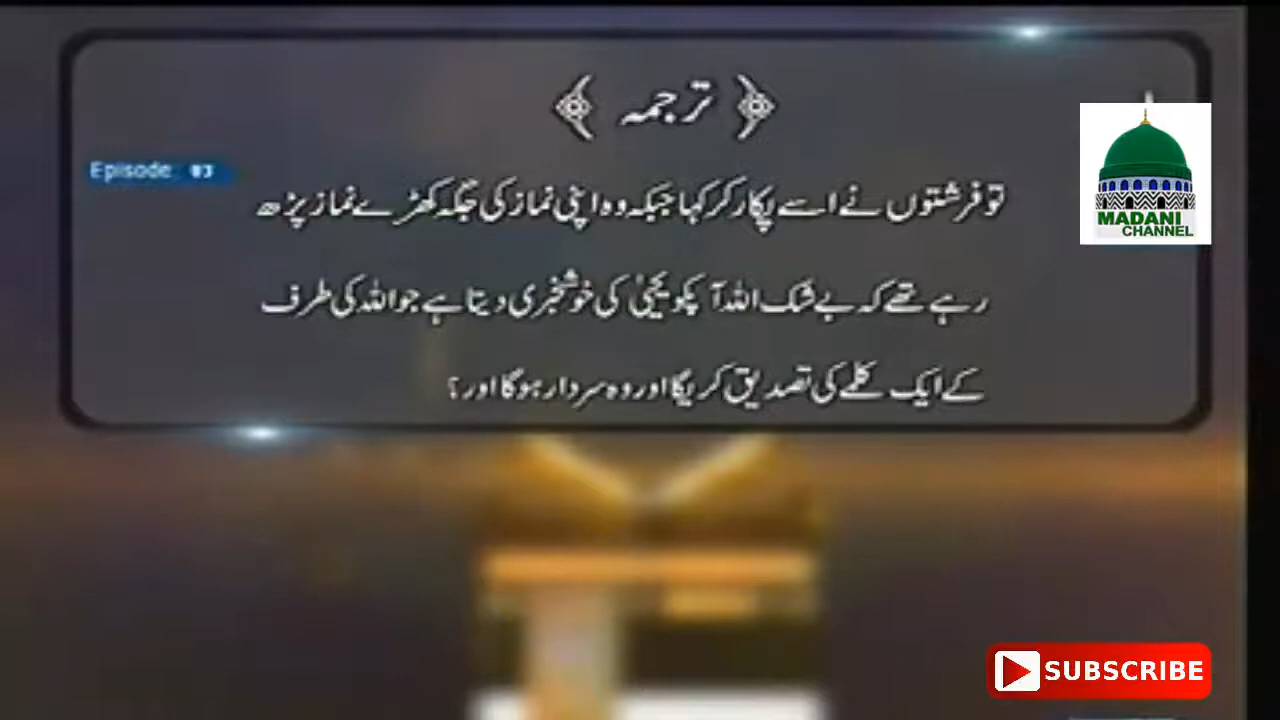 ترجمہ
Episode: 03
تو فرشتوں نے اسے پکار کر کہا جبکہ وہ اپنی نماز کی جگہ کھڑے نماز پڑھ
رہے تھے کہ بے شک اللہ آپکو یحییٰ کی خوشخبری دیتا ہے جو اللہ کی طرف
کے ایک کلمے کی تصدیق کریگا اور وہ سردار ہوگا اور؟
MADANI
CHANNEL
SUBSCRIBE